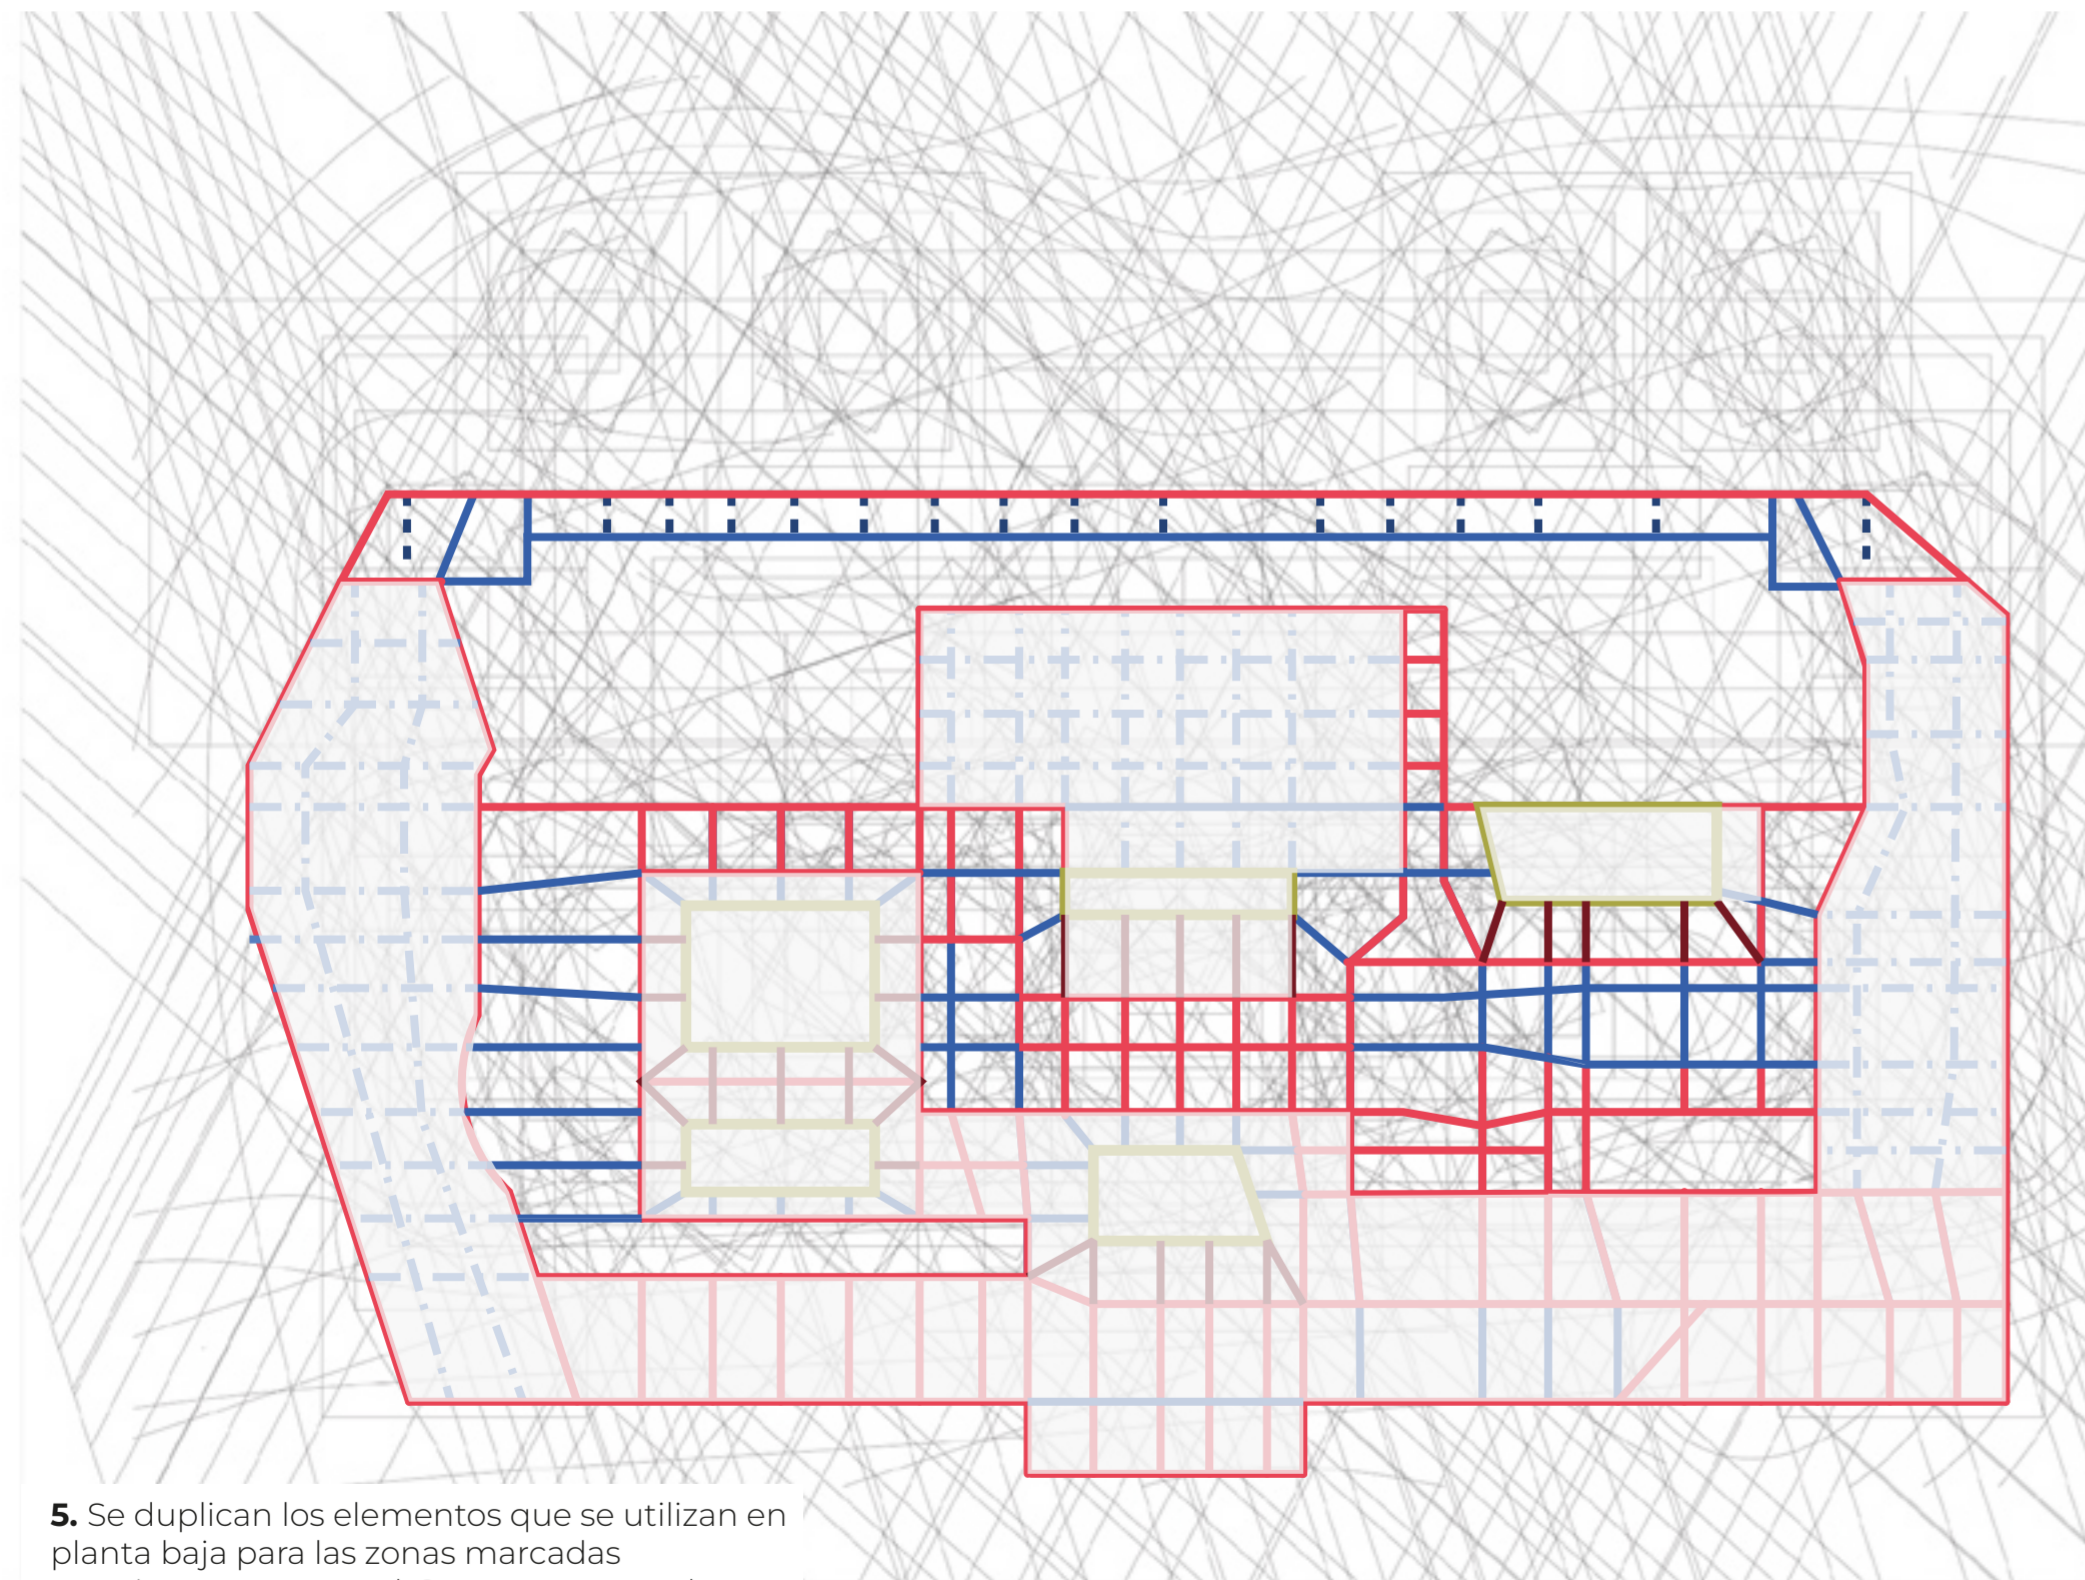 5. Se duplican los elementos que se utilizan en
planta baja para las zonas marcadas